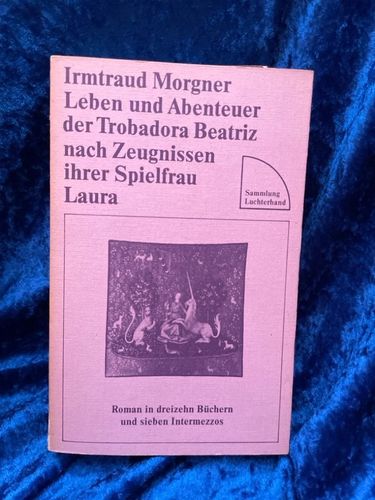 Irmtraud Morgner
Leben und Abenteuer
der Trobadora Beatriz
nach Zeugnissen
ihrer Spielfrau
Laura
Sammlung
Luchterhand
Roman in dreizehn Büchern
und sieben Intermezzos